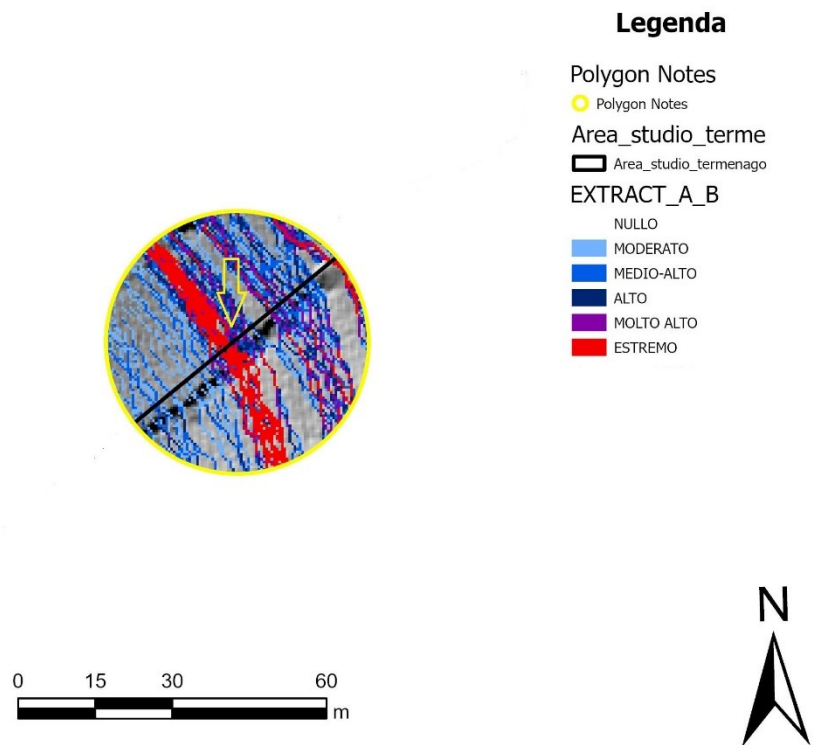 Legenda
Polygon Notes
Polygon Notes
Area_studio_terme
Area_studio_termenago
EXTRACT_A_B
NULLO
MODERATO
MEDIO-ALTO
ALTO
MOLTO ALTO
ESTREMO
N
0 15 30 60
m